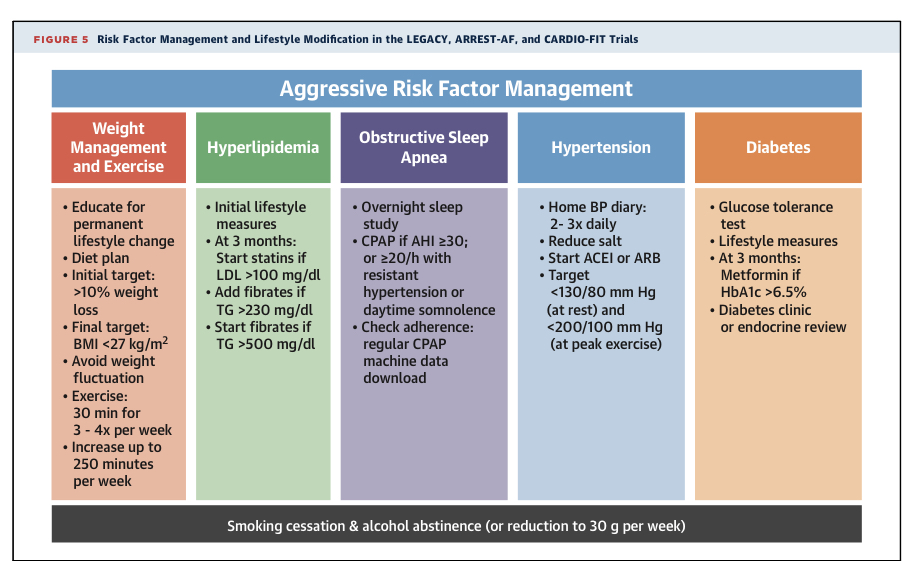 FIGURE 5 Risk Factor Management and Lifestyle Modification in the LEGACY, ARREST-AF, and CARDIO-FIT Trials
Aggressive Risk Factor Management
Weight
Management
and Exercise
• Educate for
permanent
lifestyle change
• Diet plan
• Initial target:
>10% weight
loss
• Final target:
BMI <27 kg/m²
• Avoid weight
fluctuation
• Exercise:
30 min for
3 - 4x per week
• Increase up to
250 minutes
per week
Hyperlipidemia
• Initial lifestyle
measures
• At 3 months:
Start statins if
LDL >100 mg/dl
• Add fibrates if
TG >230 mg/dl
• Start fibrates if
TG >500 mg/dl
Obstructive Sleep
Apnea
• Overnight sleep
study
• CPAP if AHI ≥30;
or ≥20/h with
resistant
hypertension or
daytime somnolence
• Check adherence:
regular CPAP
machine data
download
Hypertension
• Home BP diary:
2- 3x daily
• Reduce salt
• Start ACEI or ARB
• Target
<130/80 mm Hg
(at rest) and
<200/100 mm Hg
(at peak exercise)
Diabetes
• Glucose tolerance
test
• Lifestyle measures
• At 3 months:
Metformin if
HbA1c >6.5%
• Diabetes clinic
or endocrine review
Smoking cessation & alcohol abstinence (or reduction to 30 g per week)